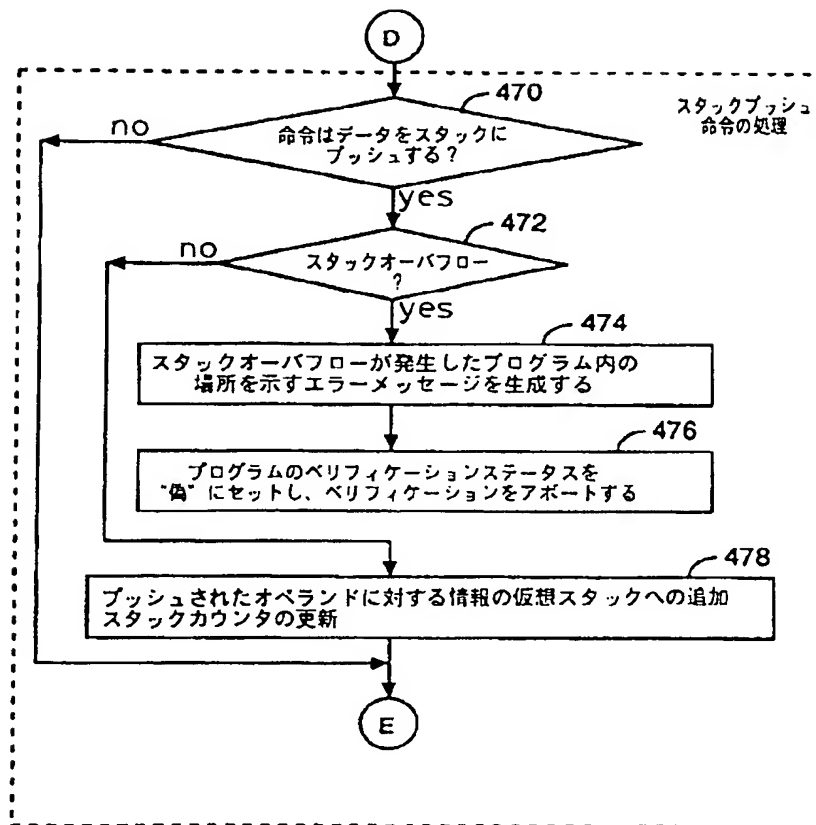 D
470
スタックプッシュ
命令の処理
no
命令はデータをスタックに
プッシュする?
yes
472
no
スタックオーバフロー
?
yes
474
スタックオーバフローが発生したプログラム内の
場所を示すエラーメッセージを生成する
476
プログラムのベリフィケーションステータスを
“偽”にセットし、ベリフィケーションをアボートする
478
プッシュされたオペランドに対する情報の仮想スタックへの追加
スタックカウンタの更新
E